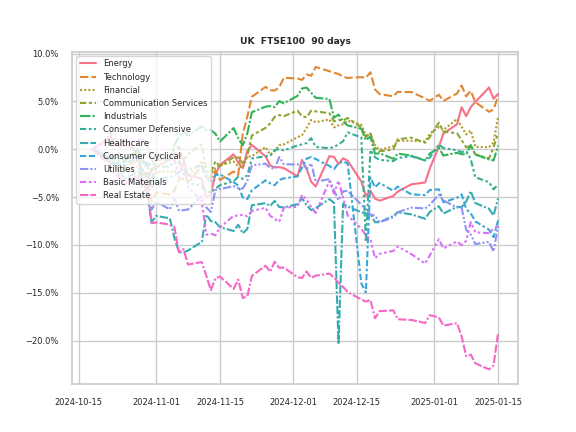 UK  FTSE100  90 days
10.0%
5.0%
0.0%
−5.0%
−10.0%
−15.0%
−20.0%
Energy
Technology
Financial
Communication Services
Industrials
Consumer Defensive
Healthcare
Consumer Cyclical
Utilities
Basic Materials
Real Estate
2024-10-15
2024-11-01
2024-11-15
2024-12-01
2024-12-15
2025-01-01
2025-01-15